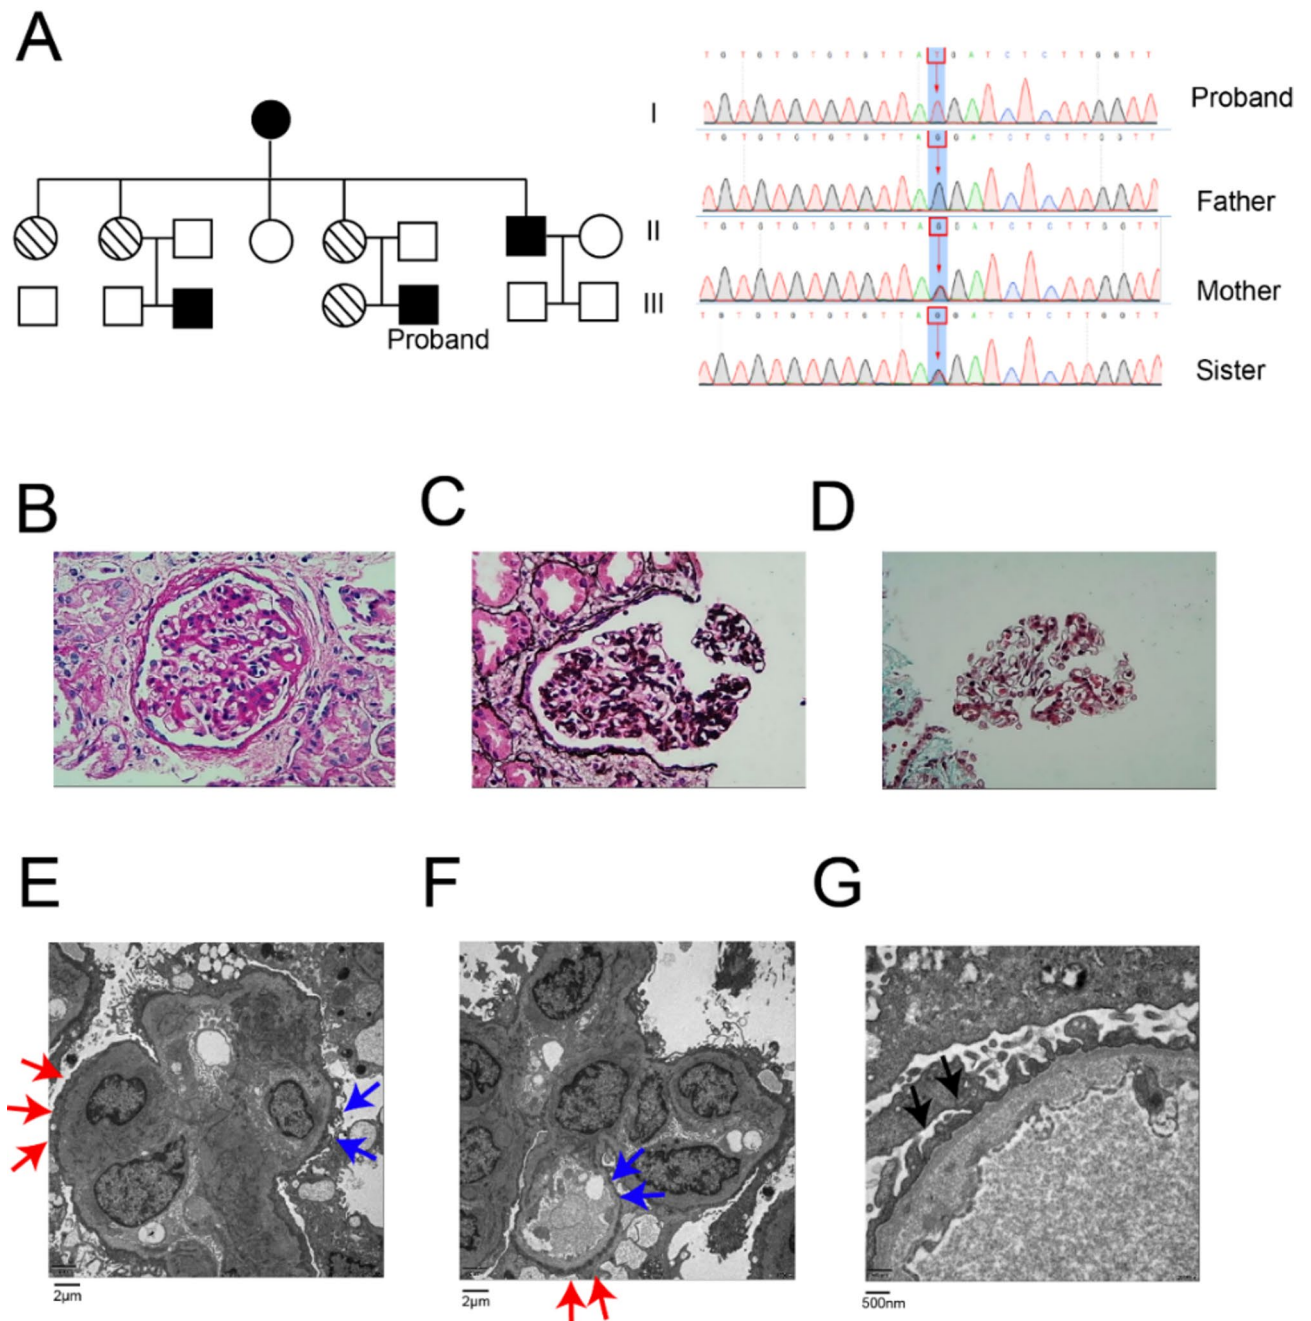 A
I
II
III
Proband
T G T G T G T G T T A T G A T C T C T T G G T T
Proband
T G T G T G T G T T A G G A T C T C T T G G T T
Father
T G T G T G T G T T A G G A T C T C T T G G T T
Mother
T G T G T G T G T T A G G A T C T C T T G G T T
Sister
B
C
D
E
F
G
2μm
2μm
500nm